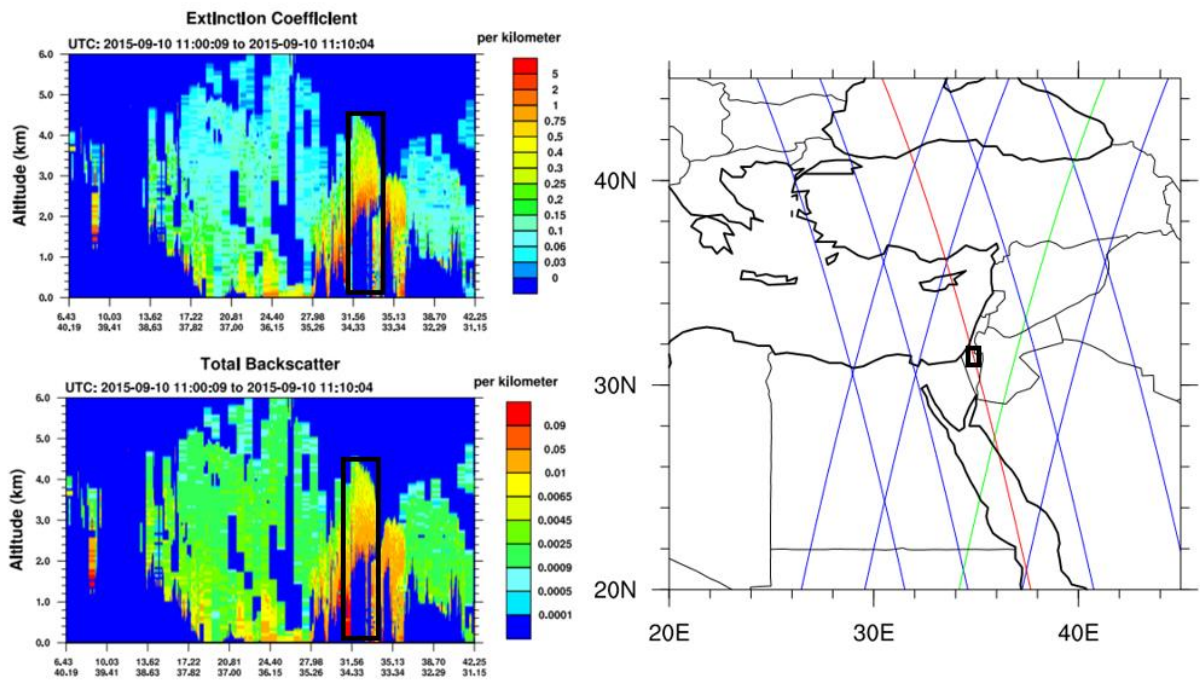 Extinction Coefficient
UTC: 2015-09-10 11:00:09 to 2015-09-10 11:10:04
per kilometer
6.0
5.0
4.0
3.0
2.0
1.0
0.0
Altitude (km)
6.43 10.03 13.62 17.22 20.81 24.40 27.98 31.56 35.13 38.70 42.25
40.19 39.41 38.63 37.82 37.00 36.15 35.26 34.33 33.34 32.29 31.15
5
2
1
0.75
0.5
0.4
0.3
0.25
0.2
0.15
0.1
0.06
0.03
0
Total Backscatter
UTC: 2015-09-10 11:00:09 to 2015-09-10 11:10:04
per kilometer
6.0
5.0
4.0
3.0
2.0
1.0
0.0
Altitude (km)
6.43 10.03 13.62 17.22 20.81 24.40 27.98 31.56 35.13 38.70 42.25
40.19 39.41 38.63 37.82 37.00 36.15 35.26 34.33 33.34 32.29 31.15
0.09
0.05
0.01
0.0065
0.0045
0.0025
0.0009
0.0005
0.0001
40N
30N
20N
20E 30E 40E